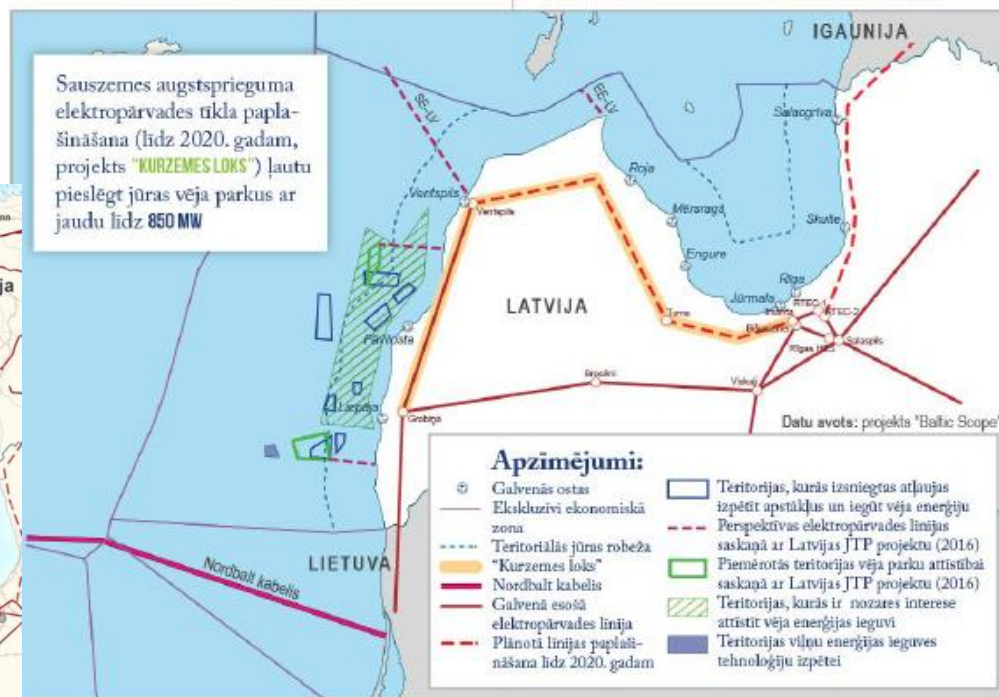 IGAUNIJA
Sauszemes augstsprieguma
elektropārvades tīkla papla-
šināšana (līdz 2020. gadam,
projekts "KURZEMES LOKS") ļautu
pieslēgt jūras vēja parkus ar
jaudu līdz 850 MW
SE-LV
EE-LV
Salacgrīva
Roja
Ventspils
Ventspils
Mērsrags
Skulte
Engure
ja
LATVIJA
Rīga
Jūrmala
RTEC-1
RTEC-2
Imanta
Tume
Pāvilosta
Rīgas HES
Salaspils
Brocēni
Viskaļi
Liepāja
Grobiņa
Datu avots: projekts "Baltic Scope"
LIETUVA
Nordbalt kabelis
Apzīmējumi:
Galvenās ostas
Ekskluzīvi ekonomiskā
zona
Teritoriālās jūras robeža
"Kurzemes loks"
Nordbalt kabelis
Galvenā esošā
elektropārvades līnija
Plānotā līnijas paplaši-
nāšana līdz 2020. gadam
Teritorijas, kurās izsniegtas atļaujas
izpētīt apstākļus un iegūt vēja enerģiju
Perspektīvas elektropārvades līnijas
saskaņā ar Latvijas JTP projektu (2016)
Piemērotās teritorijas vēja parku attīstībai
saskaņā ar Latvijas JTP projektu (2016)
Teritorijas, kurās ir nozares interese
attīstīt vēja enerģijas ieguvi
Teritorijas viļņu enerģijas ieguves
tehnoloģiju izpētei